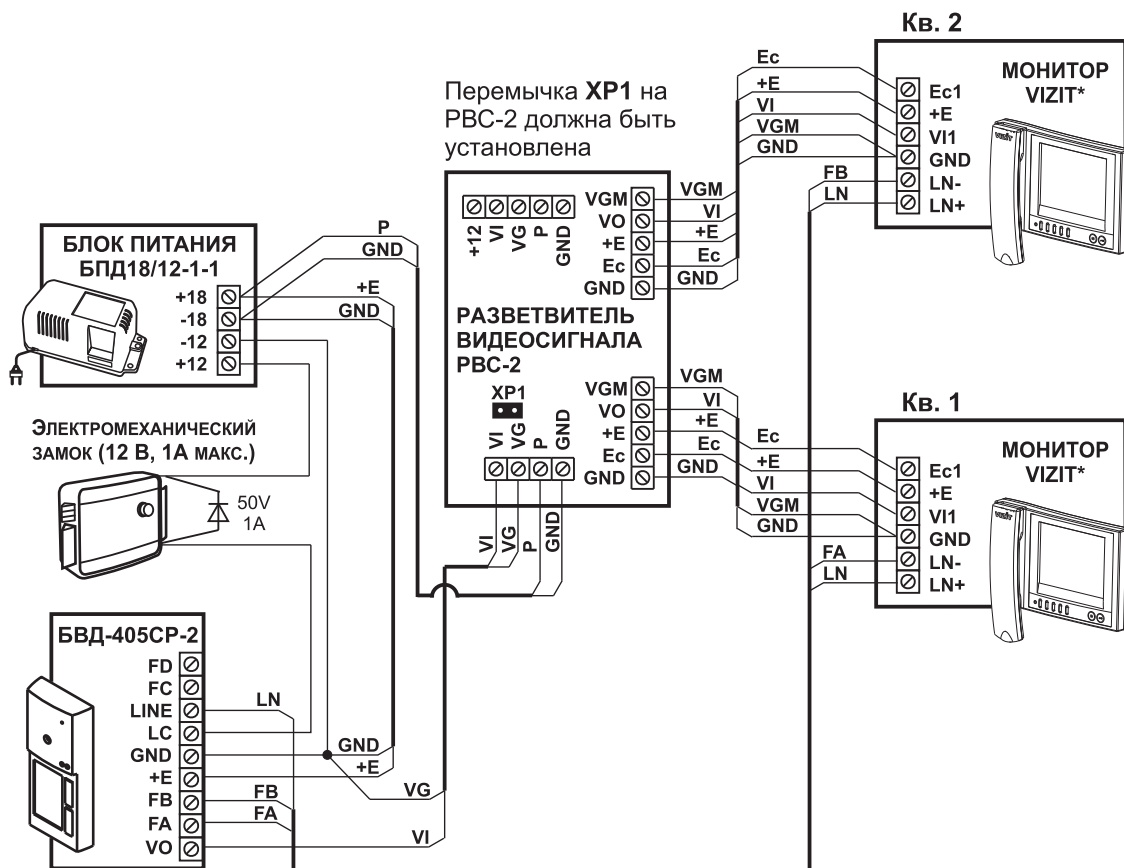 Кв. 2
Ec
+E
VI
VGM
GND
FB
LN
МОНИТОР
VIZIT*
Ec1
+E
VI1
GND
LN-
LN+
VIZIT
Перемычка XP1 на
РВС-2 должна быть
установлена
+12
VI
VG
P
GND
VGM
VO
+E
Ec
GND
VGM
VI
+E
Ec
GND
РАЗВЕТВИТЕЛЬ
ВИДЕОСИГНАЛА
РВС-2
XP1
VI
VG
P
GND
VGM
VO
+E
Ec
GND
VGM
VI
+E
Ec
GND
VI
VG
P
GND
БЛОК ПИТАНИЯ
БПД18/12-1-1
+18
-18
-12
+12
P
GND
+E
GND
ЭЛЕКТРОМЕХАНИЧЕСКИЙ
ЗАМОК (12 В, 1А МАКС.)
50V
1A
Кв. 1
Ec
+E
VI
VGM
GND
FA
LN
МОНИТОР
VIZIT*
Ec1
+E
VI1
GND
LN-
LN+
VIZIT
БВД-405CP-2
FD
FC
LINE
LC
GND
+E
FB
FA
VO
LN
GND
+E
FB
FA
VG
VI